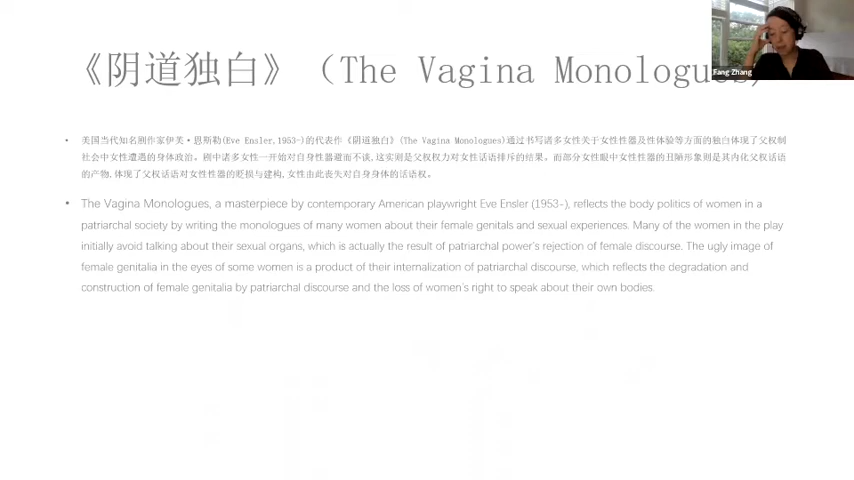 《阴道独白》（The Vagina Monologues）
Fang Zhang
• 美国当代知名剧作家伊芙·恩斯勒(Eve Ensler,1953-)的代表作《阴道独白》(The Vagina Monologues)通过书写诸多女性关于女性性器及性体验等方面的独白体现了父权制
社会中女性遭遇的身体政治。剧中诸多女性一开始对自身性器避而不谈,这实则是父权权力对女性话语排斥的结果。而部分女性眼中女性性器的丑陋形象则是其内化父权话语
的产物,体现了父权话语对女性性器的贬损与建构,女性由此丧失对自身身体的话语权。
• The Vagina Monologues, a masterpiece by contemporary American playwright Eve Ensler (1953-), reflects the body politics of women in a
patriarchal society by writing the monologues of many women about their female genitals and sexual experiences. Many of the women in the play
initially avoid talking about their sexual organs, which is actually the result of patriarchal power's rejection of female discourse. The ugly image of
female genitalia in the eyes of some women is a product of their internalization of patriarchal discourse, which reflects the degradation and
construction of female genitalia by patriarchal discourse and the loss of women's right to speak about their own bodies.